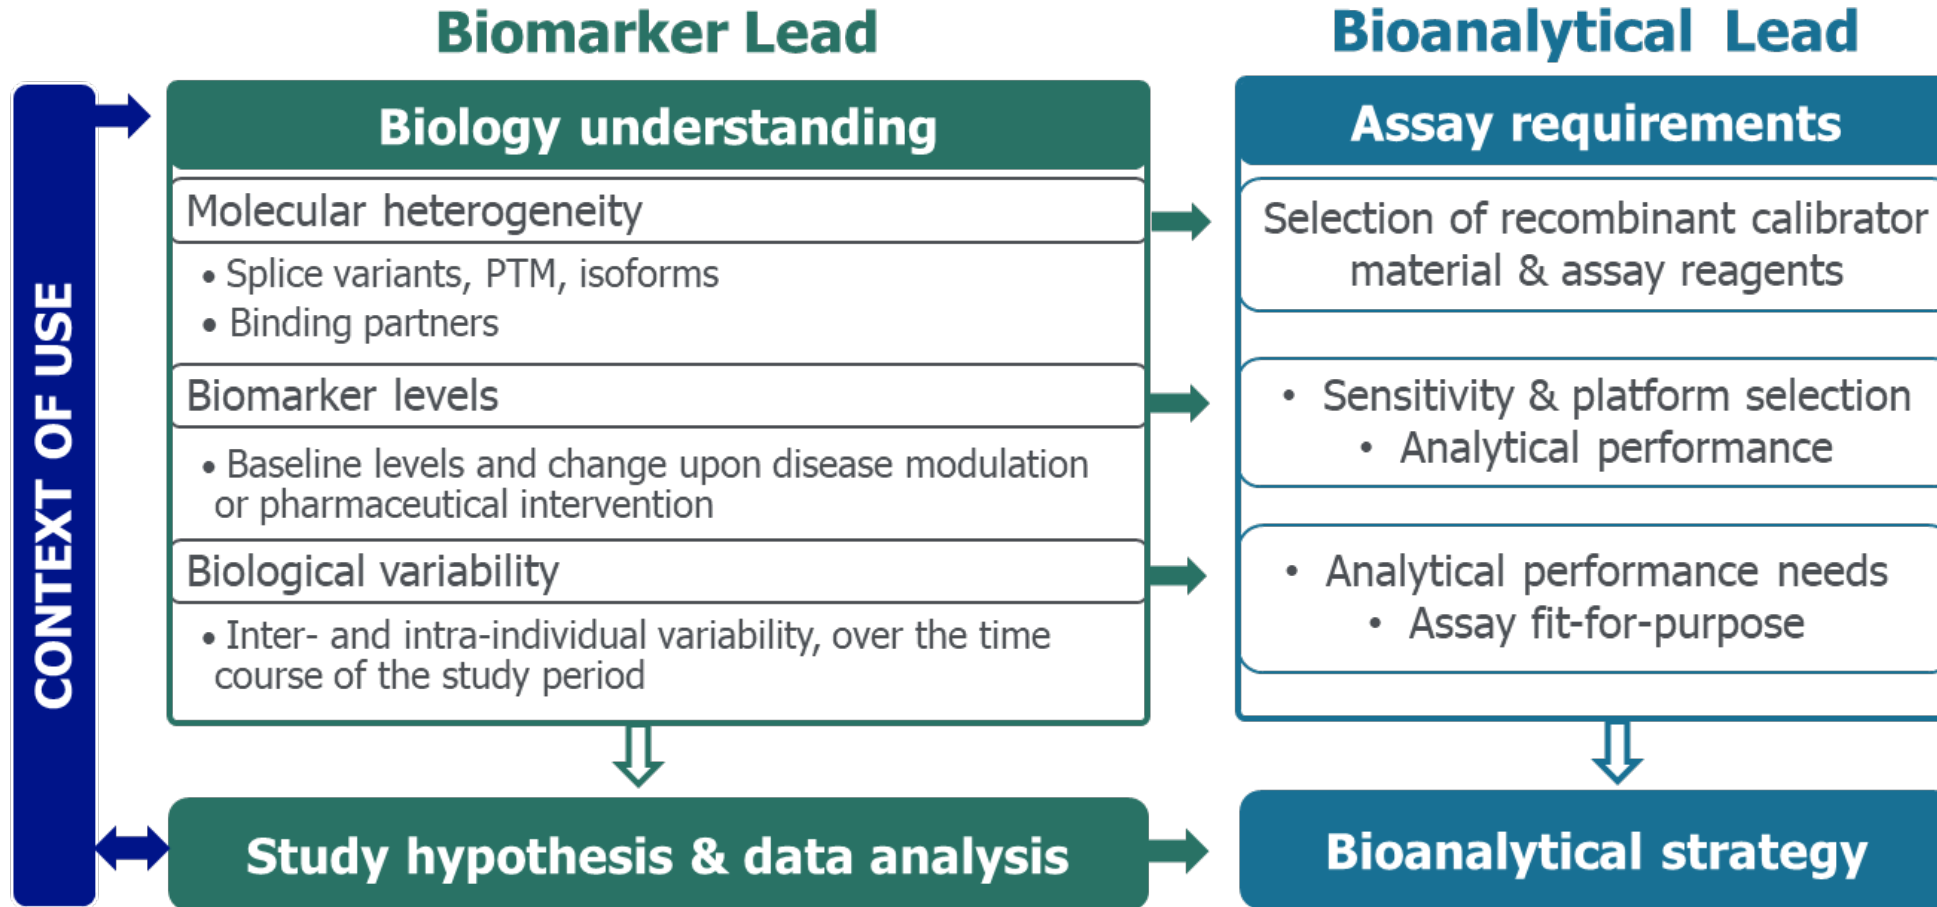 Biomarker Lead
Bioanalytical Lead
CONTEXT OF USE
Biology understanding
Molecular heterogeneity
• Splice variants, PTM, isoforms
• Binding partners
Biomarker levels
• Baseline levels and change upon disease modulation
or pharmaceutical intervention
Biological variability
• Inter- and intra-individual variability, over the time
course of the study period
Study hypothesis & data analysis
Assay requirements
Selection of recombinant calibrator
material & assay reagents
• Sensitivity & platform selection
• Analytical performance
• Analytical performance needs
• Assay fit-for-purpose
Bioanalytical strategy